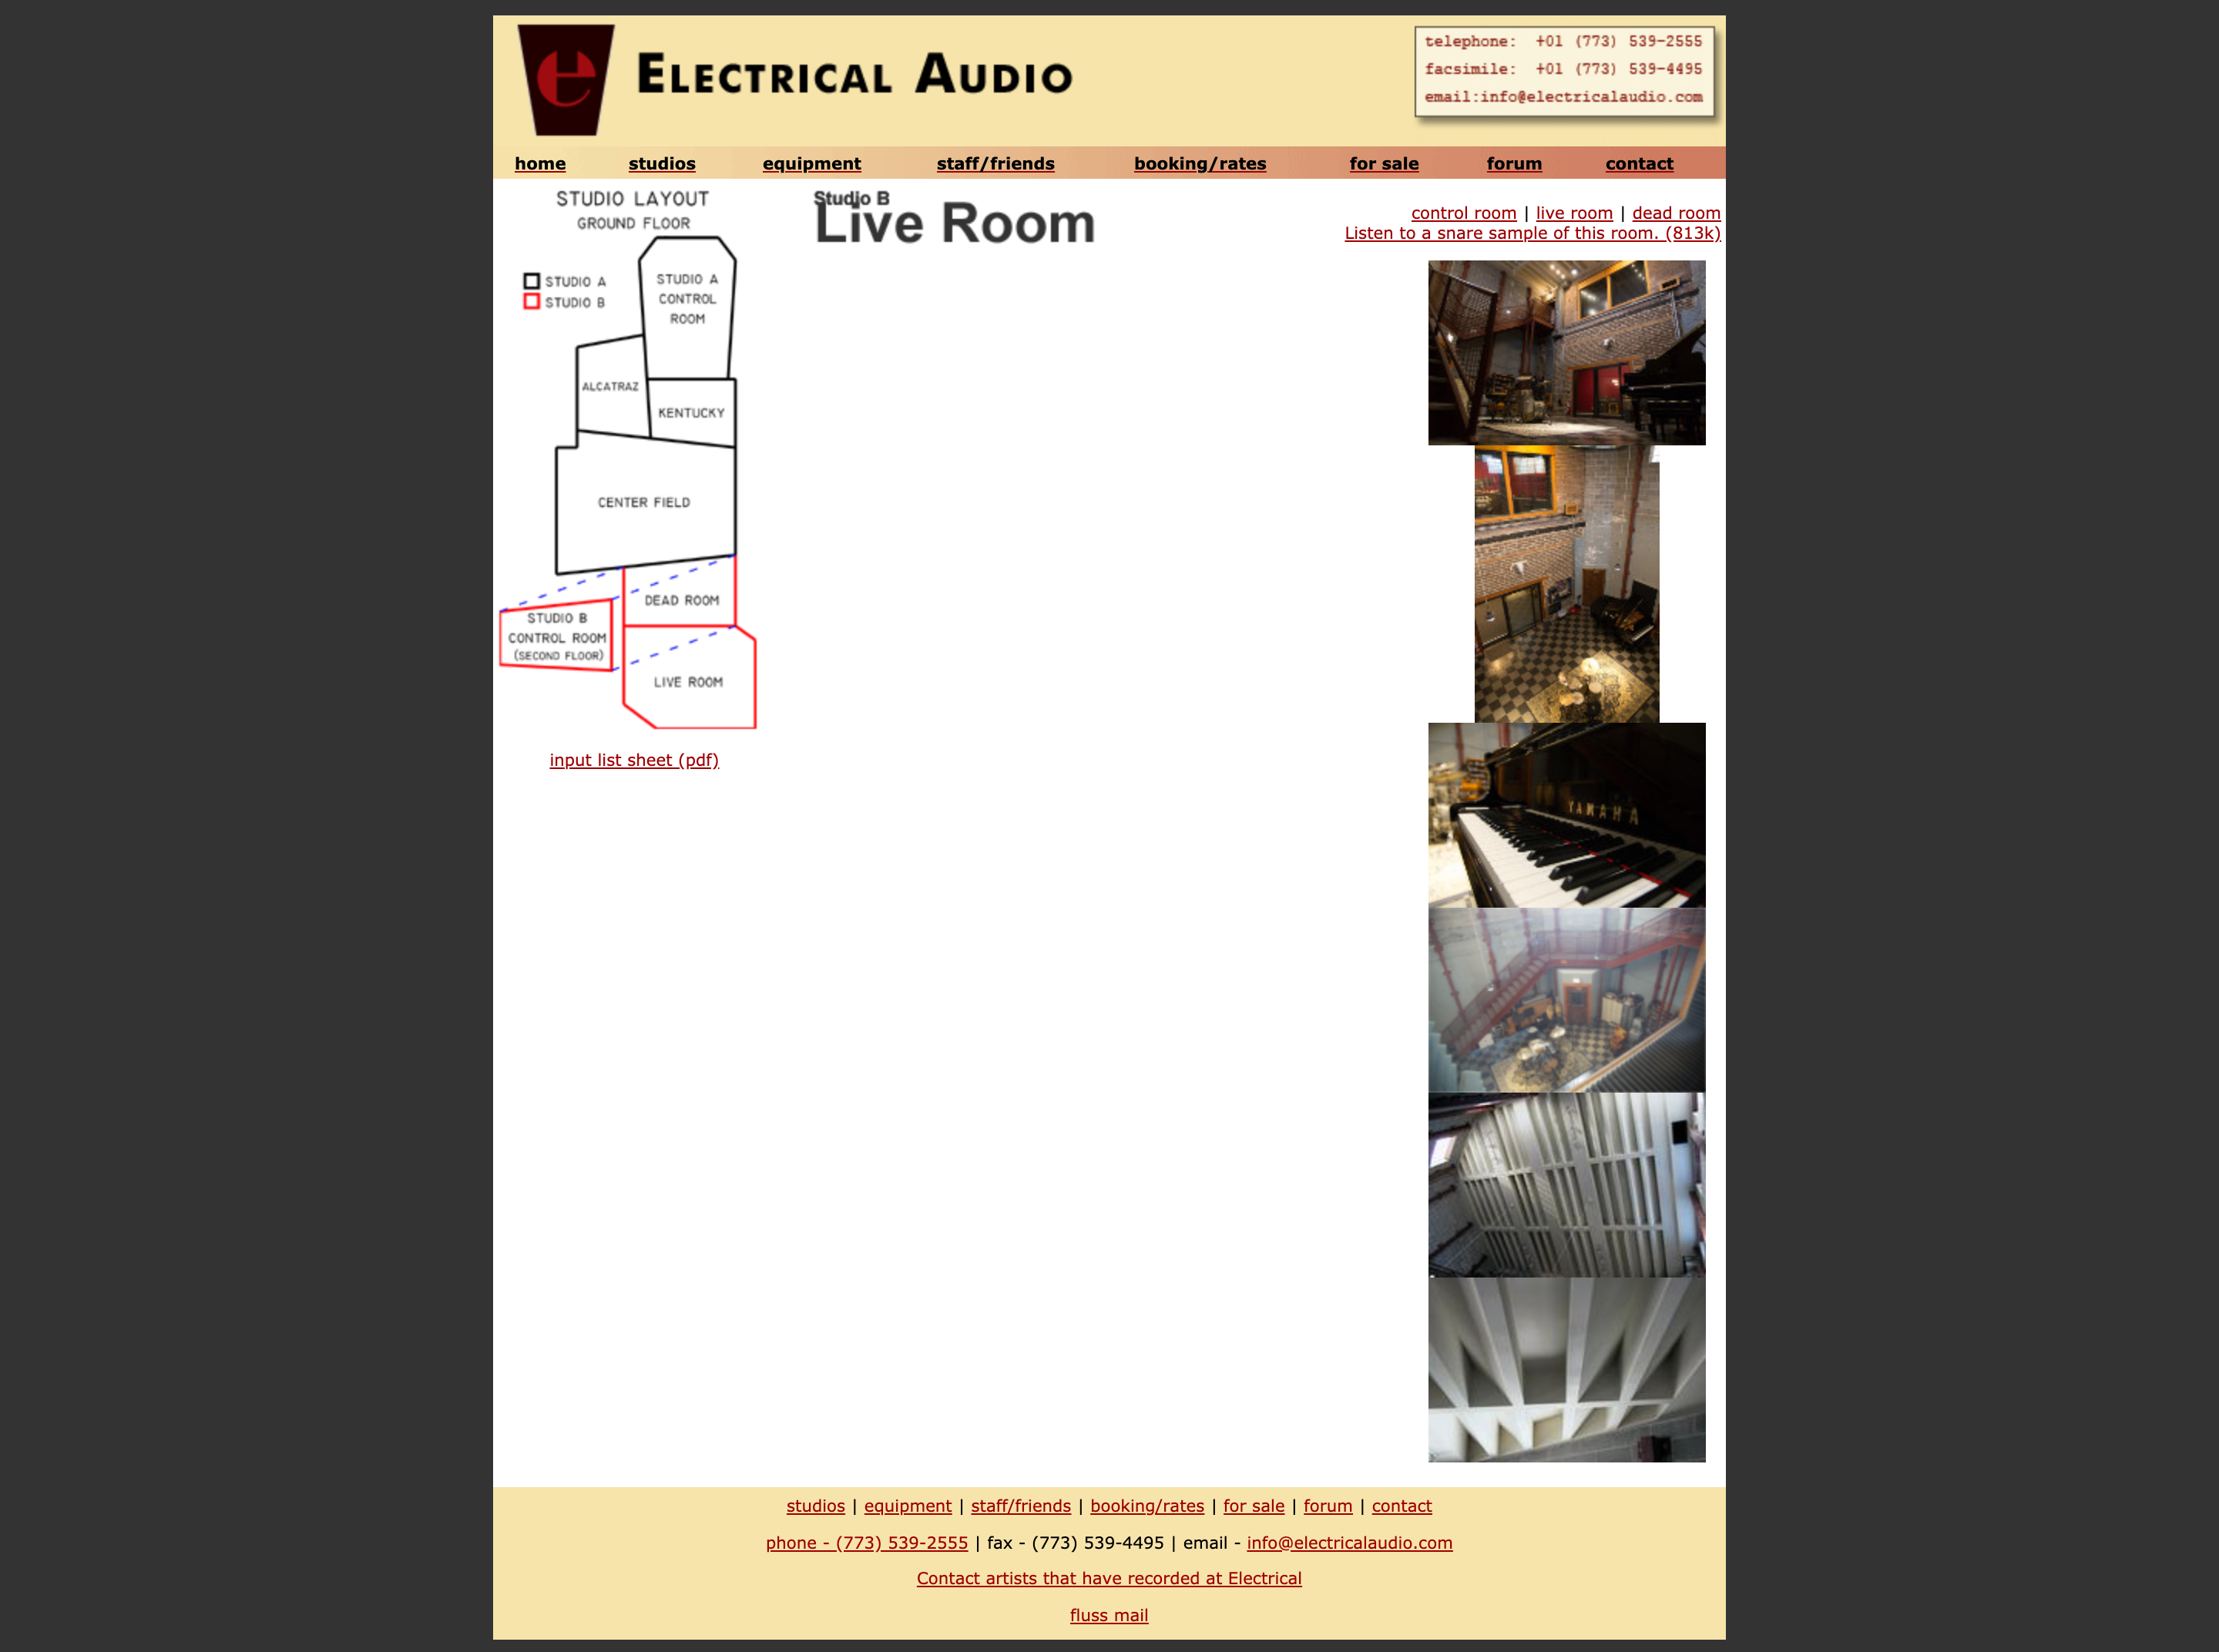 e
ELECTRICAL AUDIO
telephone: +01 (773) 539-2555
facsimile: +01 (773) 539-4495
email:info@electricalaudio.com
home studios equipment staff/friends booking/rates for sale forum contact
STUDIO LAYOUT
GROUND FLOOR
STUDIO A
STUDIO B
STUDIO A
CONTROL
ROOM
ALCATRAZ
KENTUCKY
CENTER FIELD
DEAD ROOM
STUDIO B
CONTROL ROOM
(SECOND FLOOR)
LIVE ROOM
input list sheet (pdf)
Studio B
Live Room
control room | live room | dead room
Listen to a snare sample of this room. (813k)
YAMAHA
studios | equipment | staff/friends | booking/rates | for sale | forum | contact
phone - (773) 539-2555 | fax - (773) 539-4495 | email - info@electricalaudio.com
Contact artists that have recorded at Electrical
fluss mail